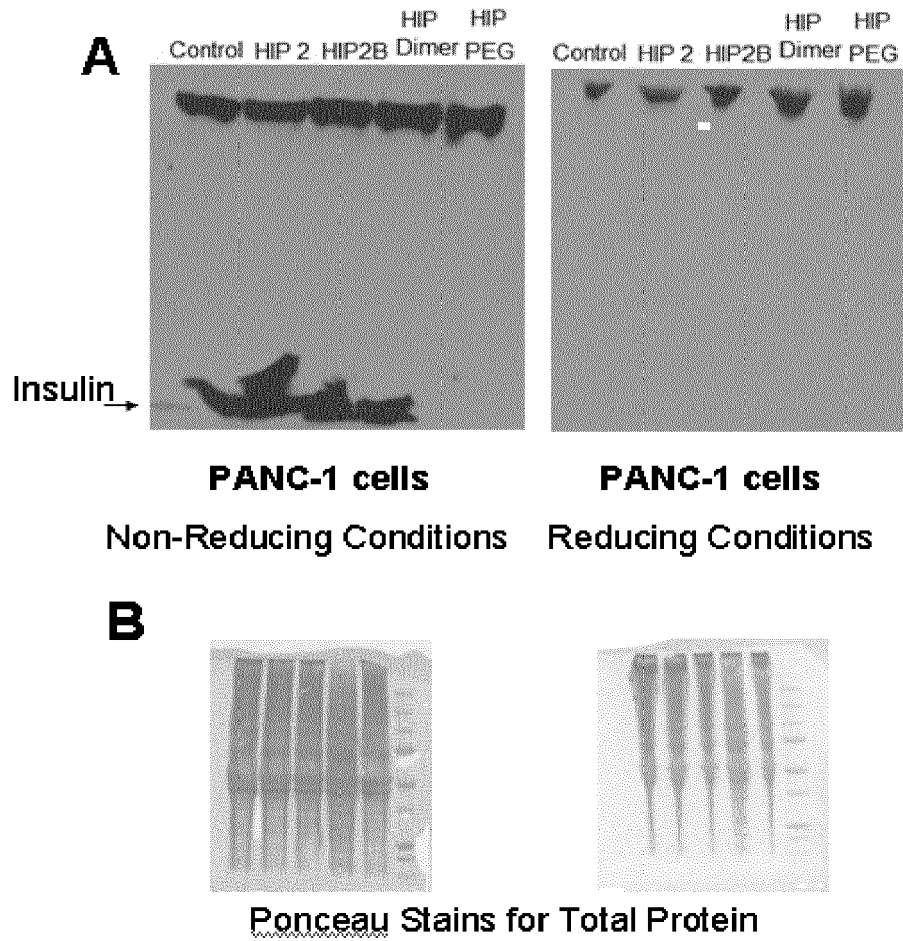 A
Control HIP 2 HIP2B HIP Dimer HIP PEG
Control HIP 2 HIP2B HIP Dimer HIP PEG
Insulin
PANC-1 cells
PANC-1 cells
Non-Reducing Conditions
Reducing Conditions
B
Ponceau Stains for Total Protein